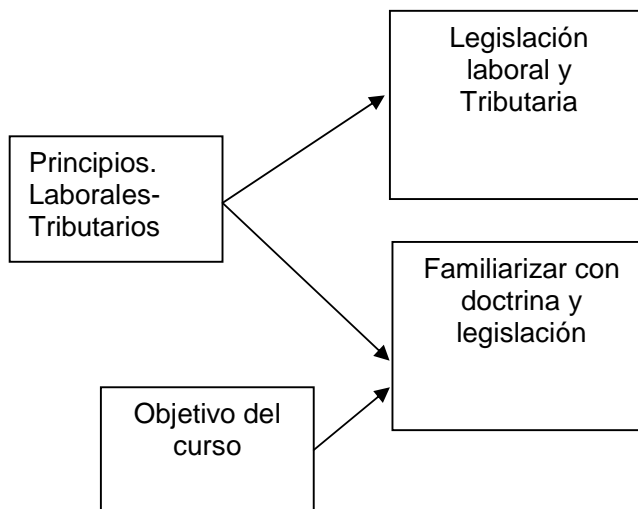 Legislación
laboral y
Tributaria
Principios.
Laborales-
Tributarios
Familiarizar con
doctrina y
legislación
Objetivo del
curso